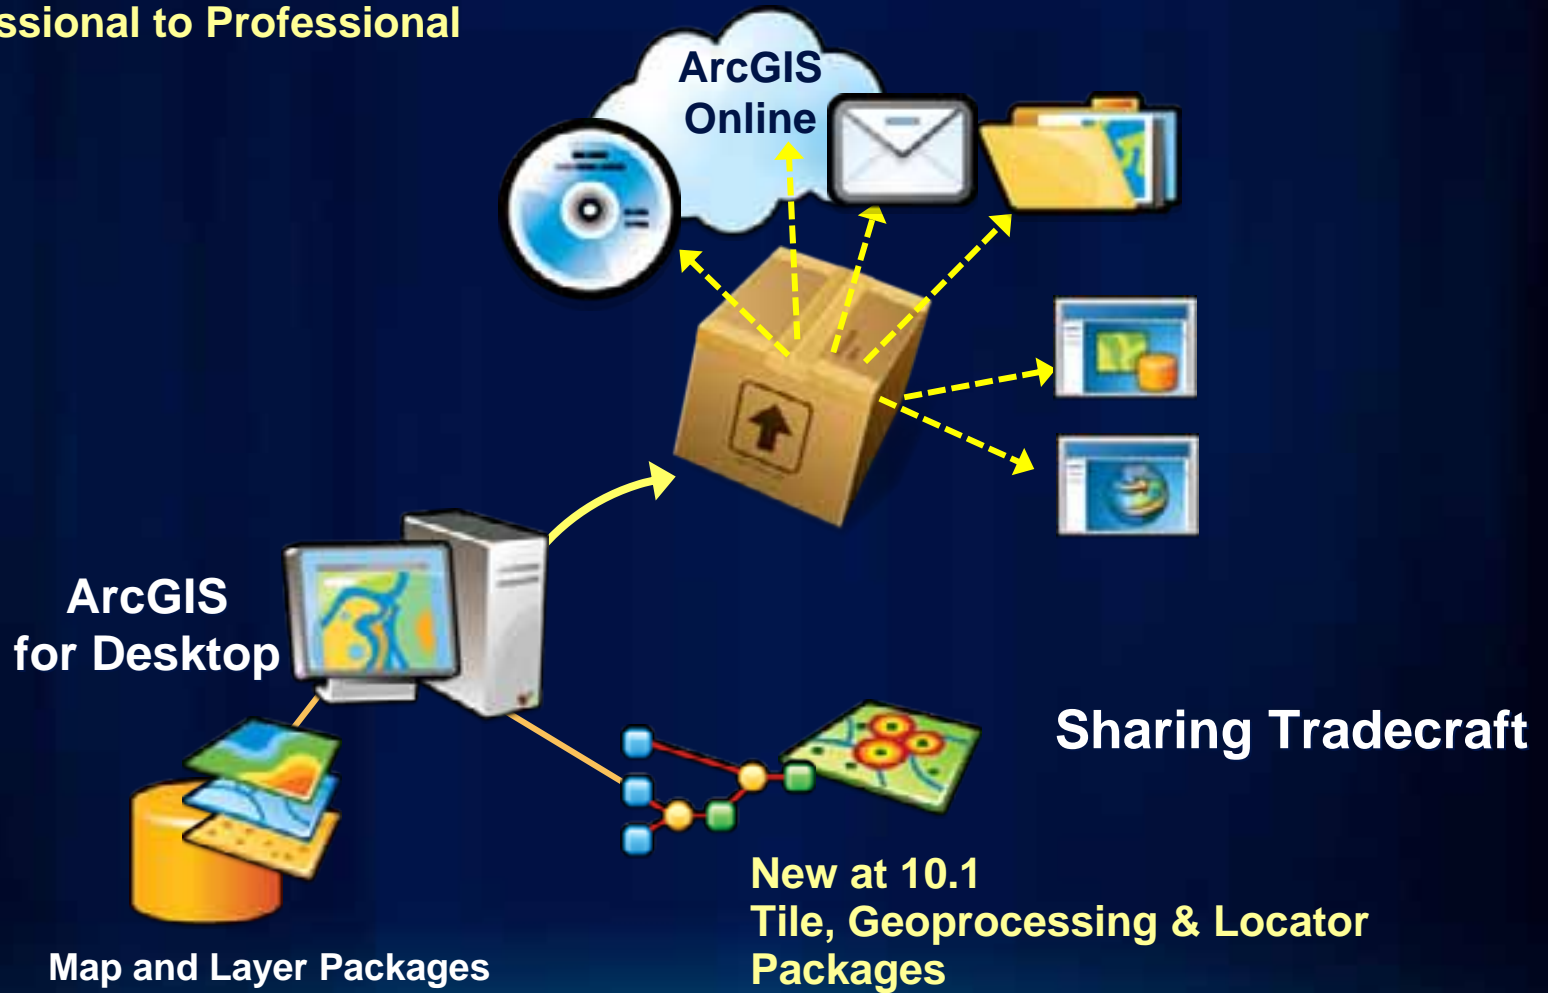 ssional to Professional
ArcGIS
Online
ArcGIS
for Desktop
Sharing Tradecraft
New at 10.1
Tile, Geoprocessing & Locator
Packages
Map and Layer Packages